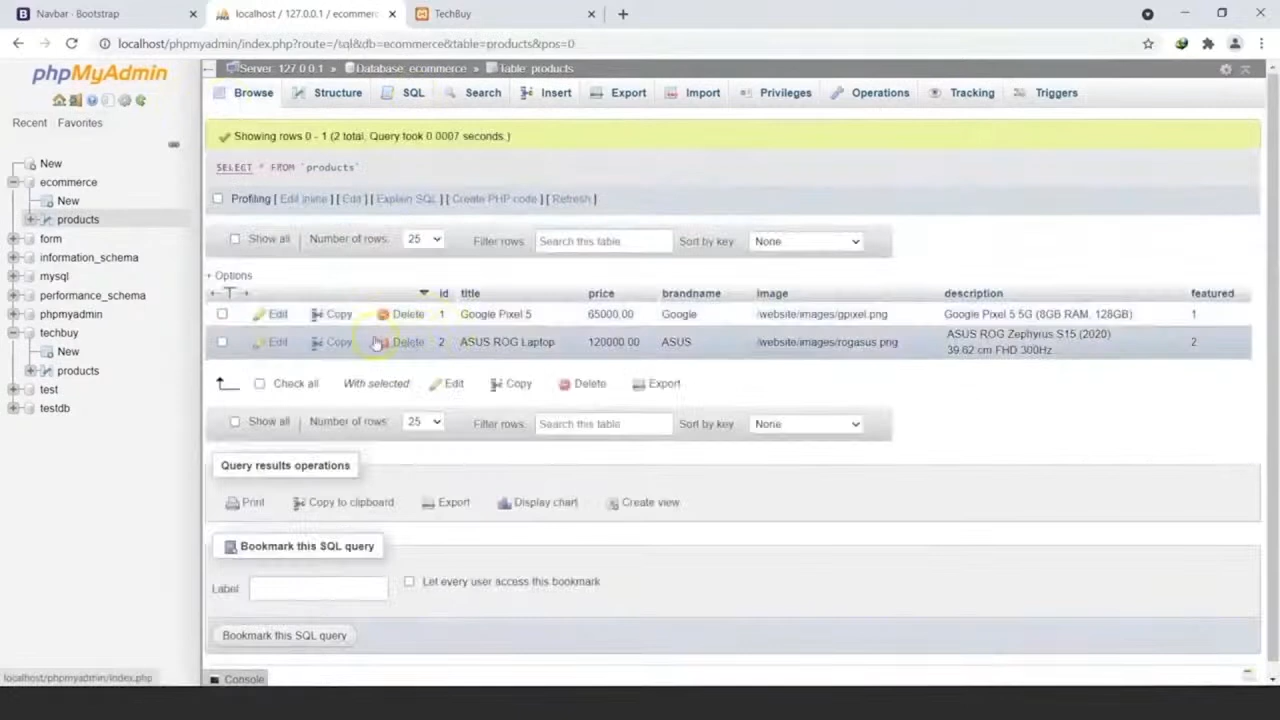 Navbar - Bootstrap
localhost / 127.0.0.1 / ecommerc
TechBuy
localhost/phpmyadmin/index.php?route=/sql&db=ecommerce&table=products&pos=0
phpMyAdmin
Recent Favorites
New
ecommerce
New
products
form
information_schema
mysql
performance_schema
phpmyadmin
techbuy
New
products
test
testdb
localhost/phpmyadmin/index.php
Server: 127.0.0.1 » Database: ecommerce » Table: products
Browse Structure SQL Search Insert Export Import Privileges Operations Tracking Triggers
Showing rows 0 - 1 (2 total, Query took 0.0007 seconds.)
SELECT * FROM `products`
Profiling [ Edit inline ] [ Edit ] [ Explain SQL ] [ Create PHP code ] [ Refresh ]
Show all Number of rows: 25 Filter rows: Search this table Sort by key: None
+ Options
id title price brandname image description featured
Edit Copy Delete 1 Google Pixel 5 65000.00 Google /website/images/gpixel.png Google Pixel 5 5G (8GB RAM, 128GB) 1
Edit Copy Delete 2 ASUS ROG Laptop 120000.00 ASUS /website/images/rogasus.png ASUS ROG Zephyrus S15 (2020) 2
39.62 cm FHD 300Hz
Check all With selected: Edit Copy Delete Export
Show all Number of rows: 25 Filter rows: Search this table Sort by key: None
Query results operations
Print Copy to clipboard Export Display chart Create view
Bookmark this SQL query
Label: Let every user access this bookmark
Bookmark this SQL query
Console